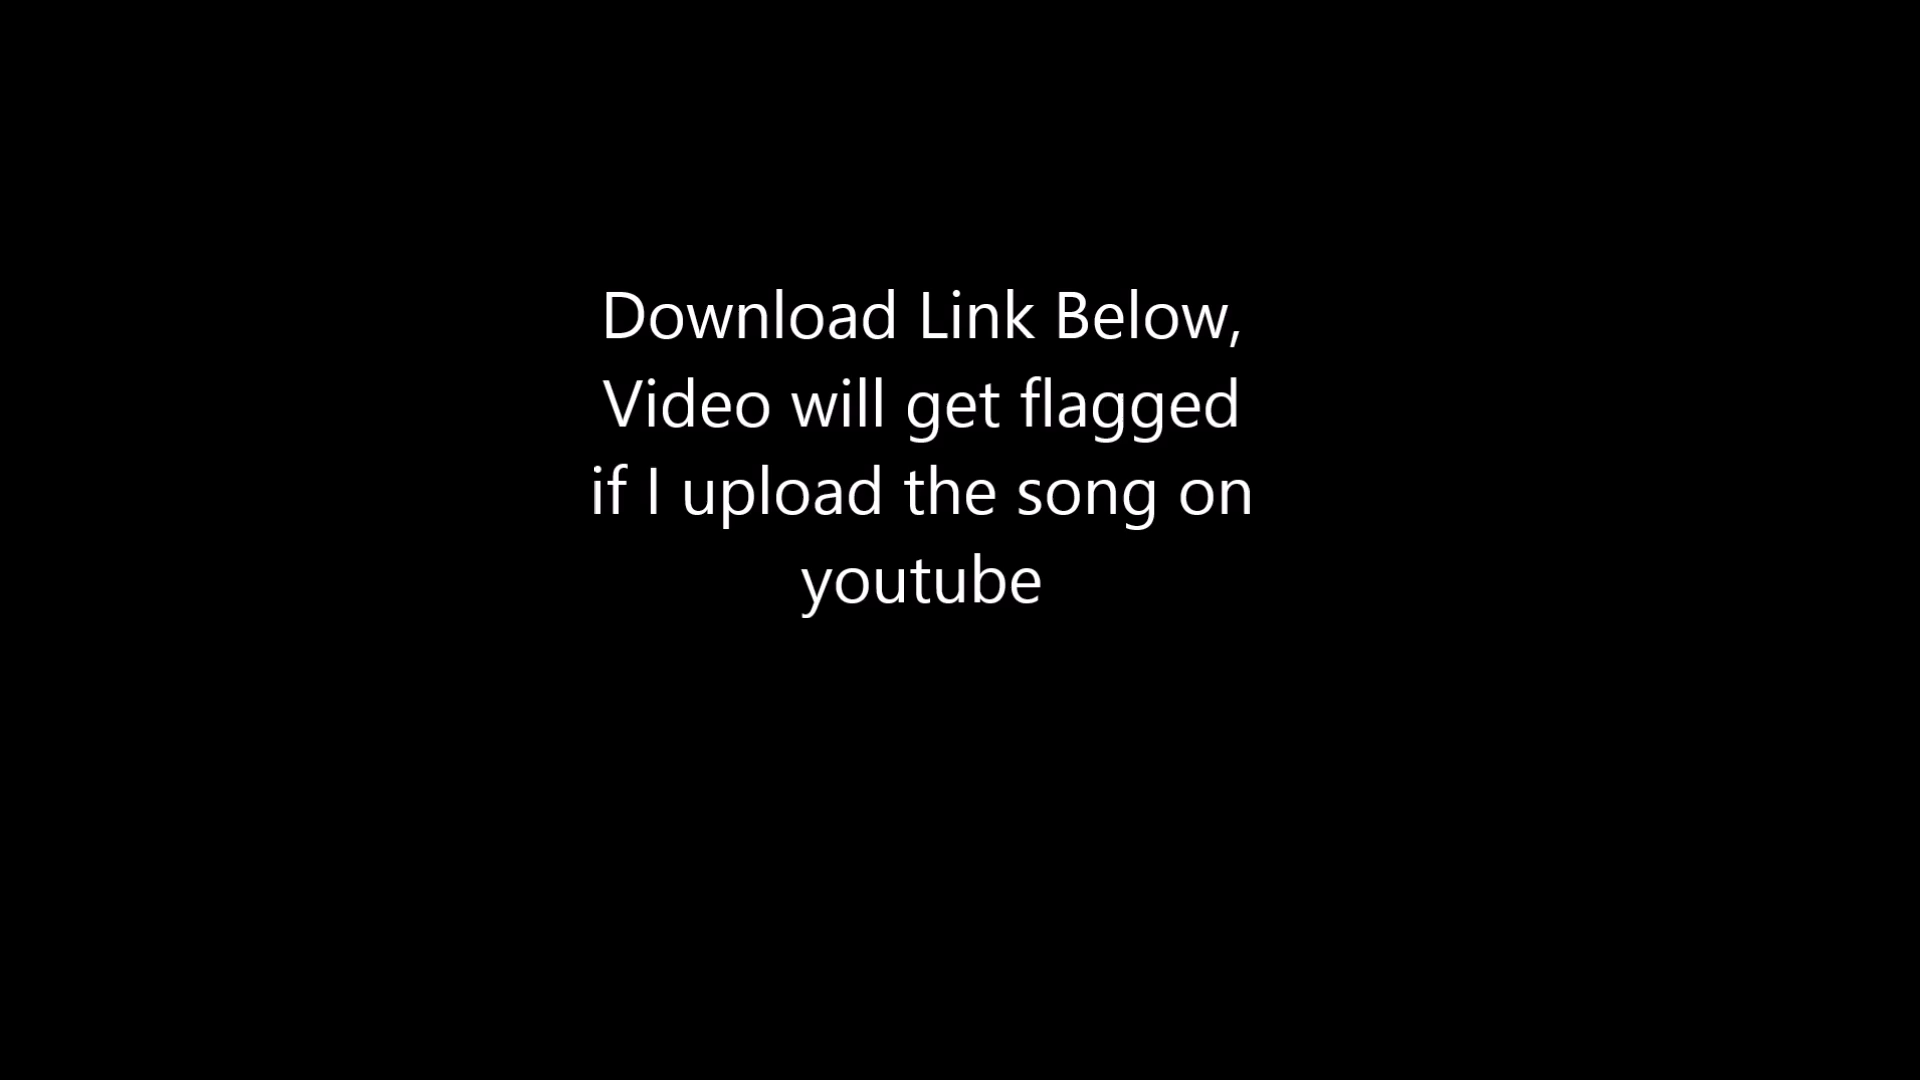 Download Link Below,
Video will get flagged
if I upload the song on
youtube